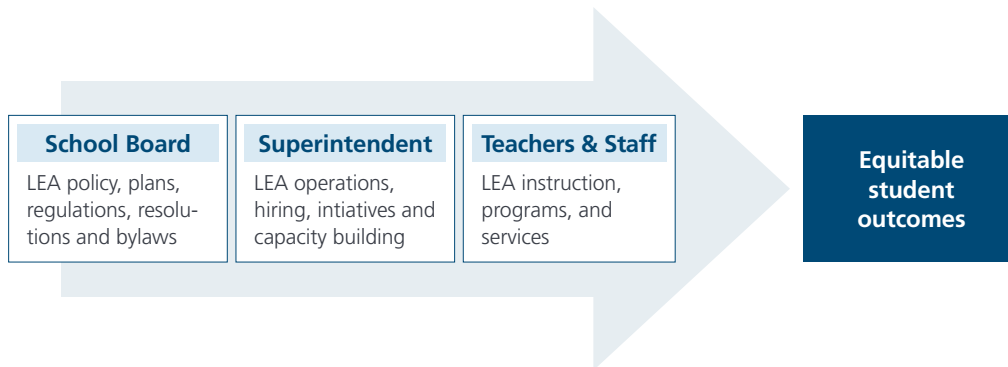 School Board
LEA policy, plans,
regulations, resolu-
tions and bylaws
Superintendent
LEA operations,
hiring, intiatives and
capacity building
Teachers & Staff
LEA instruction,
programs, and
services
Equitable
student
outcomes